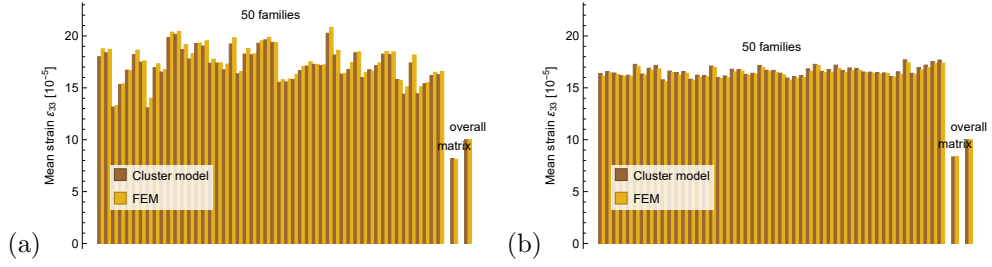 50 families
20
15
10
5
0
Mean strain ε33 [10-5]
overall
matrix
Cluster model
FEM
(a)
50 families
20
15
10
5
0
Mean strain ε33 [10-5]
overall
matrix
Cluster model
FEM
(b)